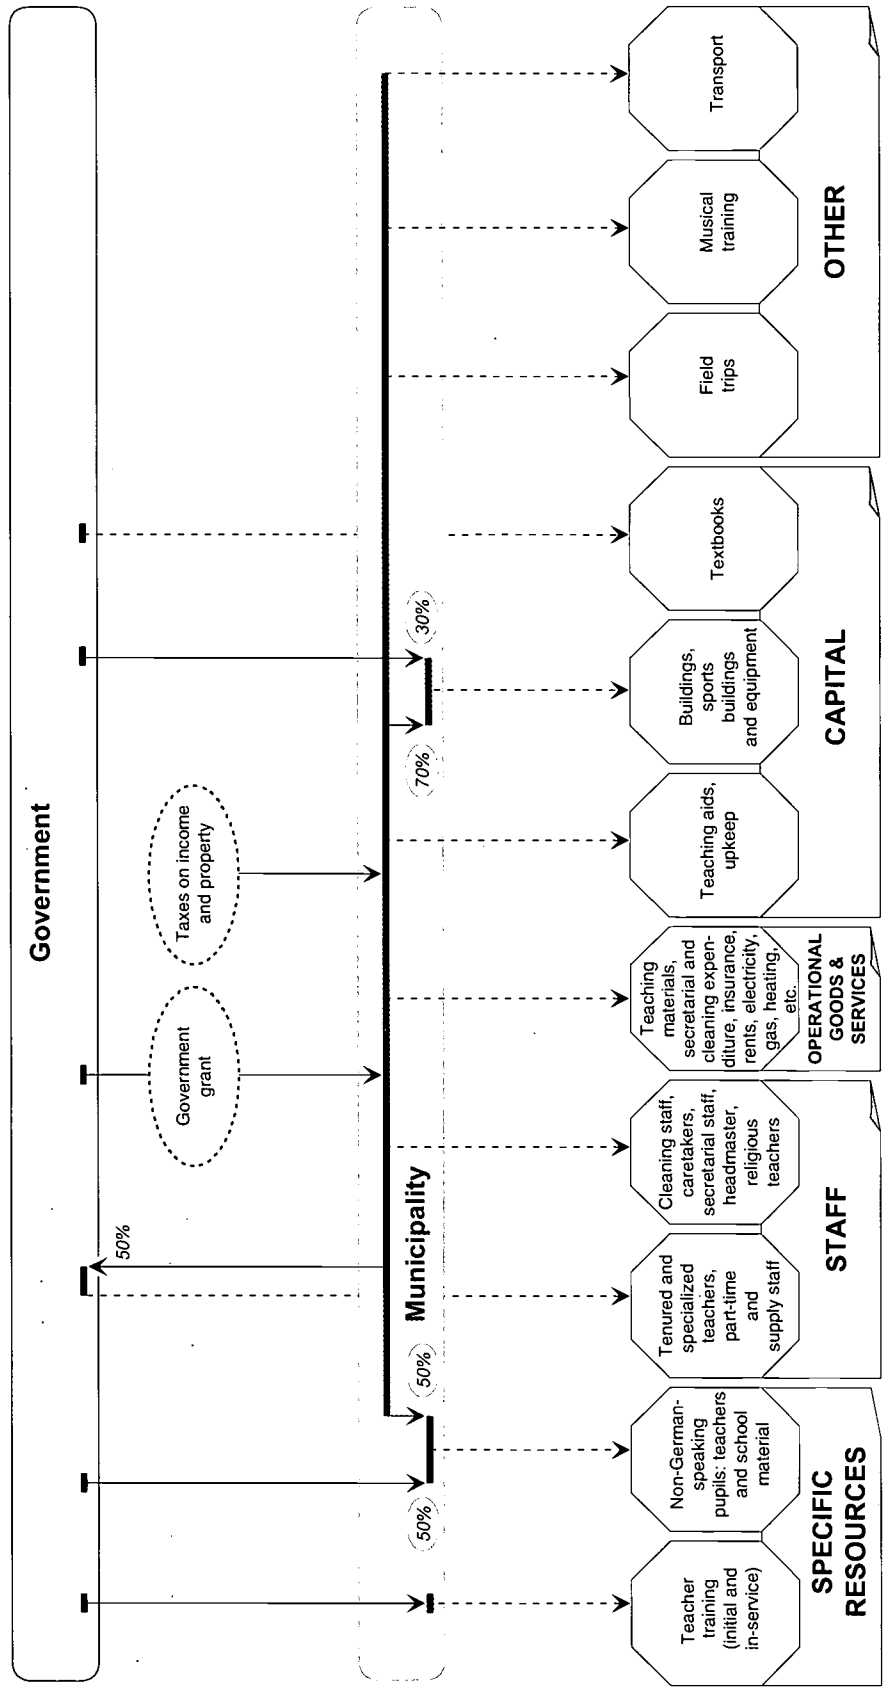 Government
Government
grant
Taxes on income
and property
50%
Municipality
50%
50%
70%
30%
Teacher
training
(initial and
in-service)
Non-German-
speaking
pupils: teachers
and school
material
Tenured and
specialized
teachers,
part-time
and
supply staff
Cleaning staff,
caretakers,
secretarial staff,
headmaster,
religious
teachers
Teaching
materials,
secretarial and
cleaning expen-
diture, insurance,
rents, electricity,
gas, heating,
etc.
Teaching aids,
upkeep
Buildings,
sports
buildings
and equipment
Textbooks
Field
trips
Musical
training
Transport
SPECIFIC
RESOURCES
STAFF
OPERATIONAL
GOODS &
SERVICES
CAPITAL
OTHER